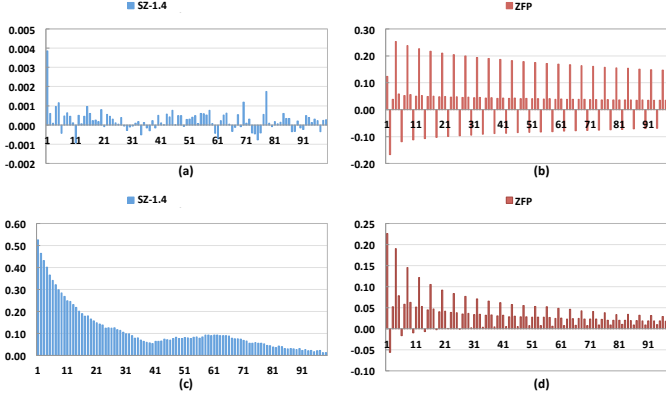 SZ-1.4
0.005
0.004
0.003
0.002
0.001
0.000
-0.001
-0.002
1 11 21 31 41 51 61 71 81 91
(a)
ZFP
0.30
0.20
0.10
0.00
-0.10
-0.20
1 11 21 31 41 51 61 71 81 91
(b)
SZ-1.4
0.60
0.50
0.40
0.30
0.20
0.10
0.00
1 11 21 31 41 51 61 71 81 91
(c)
ZFP
0.25
0.20
0.15
0.10
0.05
0.00
-0.05
-0.10
1 11 21 31 41 51 61 71 81 91
(d)